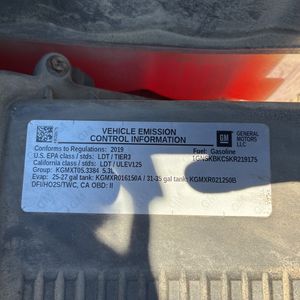 VEHICLE EMISSION
CONTROL INFORMATION
GM
GENERAL
MOTORS
LLC
Conforms to Regulations: 2019
Fuel: Gasoline
U.S. EPA class / stds: LDT / TIER3
1GNSKBKC5KR219175
California class / stds: LDT / ULEV125
Group: KGMXT05.3384 5.3L
Evap: 25-27 gal tank: KGMXR016150A / 31-35 gal tank: KGMXR021250B
DFI/HO2S/TWC, CA OBD: II